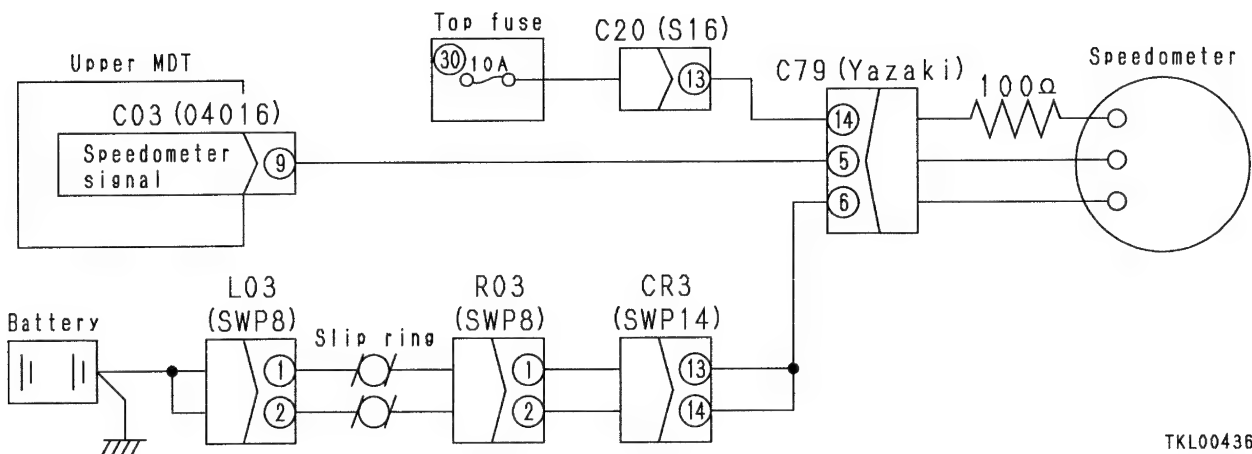 Top fuse
30 10A
C20 (S16)
13
Upper MDT
C03 (04016)
Speedometer
signal
9
C79 (Yazaki)
14
5
6
100Ω
Speedometer
Battery
L03
(SWP8)
1
2
Slip ring
R03
(SWP8)
1
2
CR3
(SWP14)
13
14
TKL00436